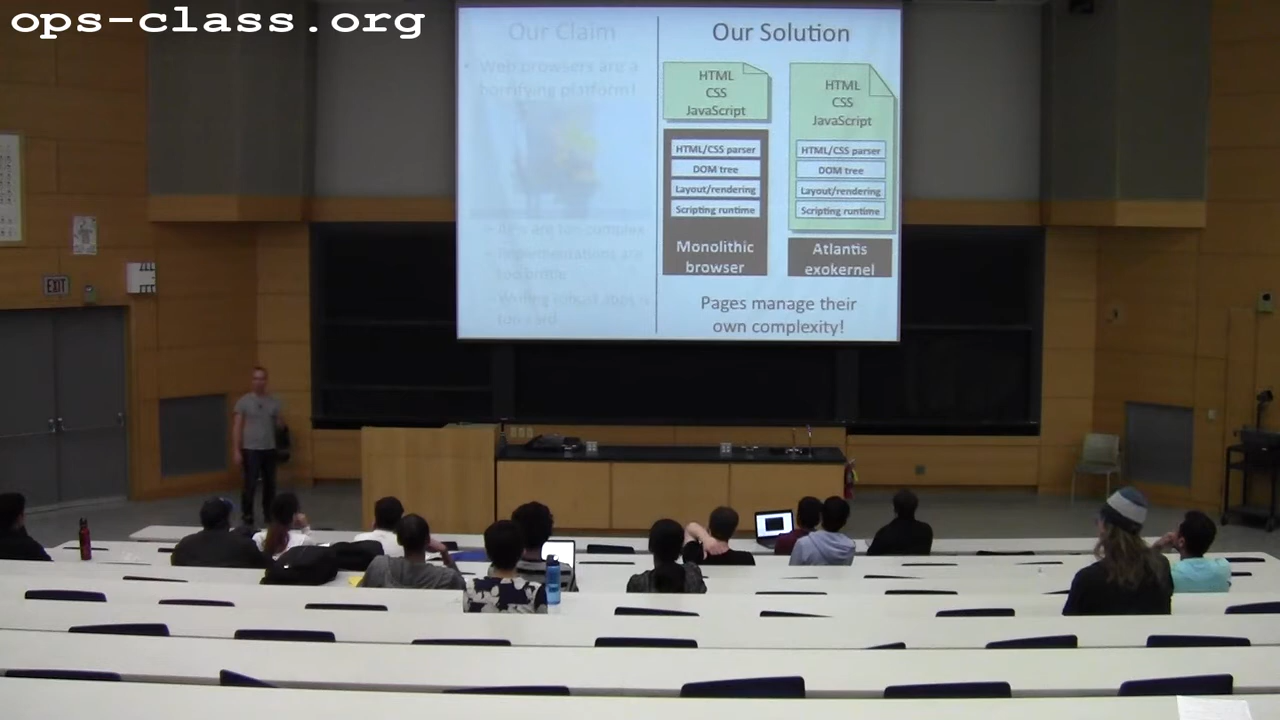 ops-class.org
Our Claim
• Web browsers are a
horrifying platform!
– APIs are too complex
– Implementations are
too brittle
– Writing robust apps is
too hard
Our Solution
HTML
CSS
JavaScript
HTML/CSS parser
DOM tree
Layout/rendering
Scripting runtime
Monolithic
browser
HTML
CSS
JavaScript
HTML/CSS parser
DOM tree
Layout/rendering
Scripting runtime
Atlantis
exokernel
Pages manage their
own complexity!
EXIT